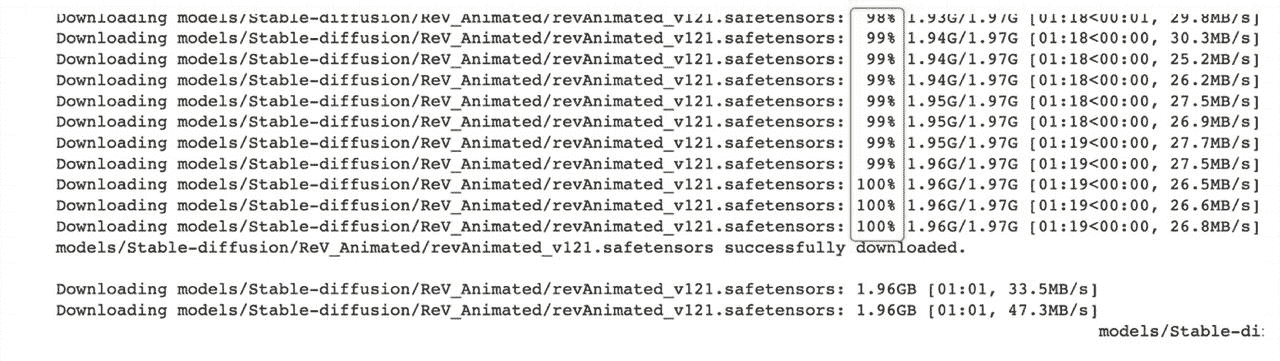 Downloading models/Stable-diffusion/ReV_Animated/revAnimated_v121.safetensors: 98% 1.93G/1.97G [01:18<00:01, 29.8MB/s]
Downloading models/Stable-diffusion/ReV_Animated/revAnimated_v121.safetensors: 99% 1.94G/1.97G [01:18<00:00, 30.3MB/s]
Downloading models/Stable-diffusion/ReV_Animated/revAnimated_v121.safetensors: 99% 1.94G/1.97G [01:18<00:00, 25.2MB/s]
Downloading models/Stable-diffusion/ReV_Animated/revAnimated_v121.safetensors: 99% 1.94G/1.97G [01:18<00:00, 26.2MB/s]
Downloading models/Stable-diffusion/ReV_Animated/revAnimated_v121.safetensors: 99% 1.95G/1.97G [01:18<00:00, 27.5MB/s]
Downloading models/Stable-diffusion/ReV_Animated/revAnimated_v121.safetensors: 99% 1.95G/1.97G [01:18<00:00, 26.9MB/s]
Downloading models/Stable-diffusion/ReV_Animated/revAnimated_v121.safetensors: 99% 1.95G/1.97G [01:19<00:00, 27.7MB/s]
Downloading models/Stable-diffusion/ReV_Animated/revAnimated_v121.safetensors: 99% 1.96G/1.97G [01:19<00:00, 27.5MB/s]
Downloading models/Stable-diffusion/ReV_Animated/revAnimated_v121.safetensors: 100% 1.96G/1.97G [01:19<00:00, 26.5MB/s]
Downloading models/Stable-diffusion/ReV_Animated/revAnimated_v121.safetensors: 100% 1.96G/1.97G [01:19<00:00, 26.6MB/s]
Downloading models/Stable-diffusion/ReV_Animated/revAnimated_v121.safetensors: 100% 1.96G/1.97G [01:19<00:00, 26.8MB/s]
models/Stable-diffusion/ReV_Animated/revAnimated_v121.safetensors successfully downloaded.
Downloading models/Stable-diffusion/ReV_Animated/revAnimated_v121.safetensors: 1.96GB [01:01, 33.5MB/s]
Downloading models/Stable-diffusion/ReV_Animated/revAnimated_v121.safetensors: 1.96GB [01:01, 47.3MB/s]
models/Stable-di